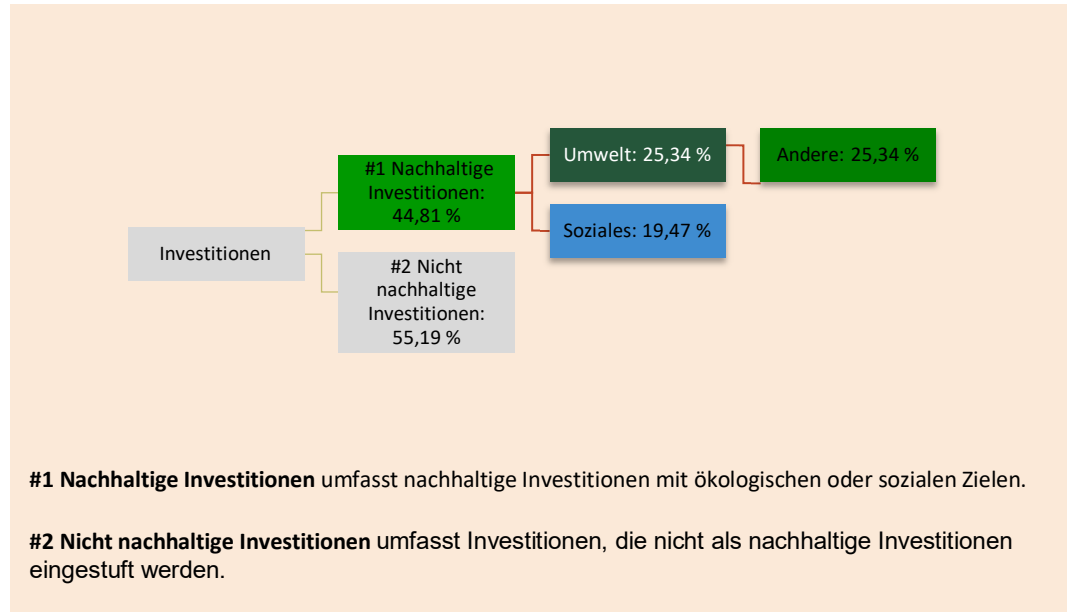 Investitionen
#1 Nachhaltige
Investitionen:
44,81 %
#2 Nicht
nachhaltige
Investitionen:
55,19 %
Umwelt: 25,34 %
Soziales: 19,47 %
Andere: 25,34 %
#1 Nachhaltige Investitionen umfasst nachhaltige Investitionen mit ökologischen oder sozialen Zielen.
#2 Nicht nachhaltige Investitionen umfasst Investitionen, die nicht als nachhaltige Investitionen
eingestuft werden.